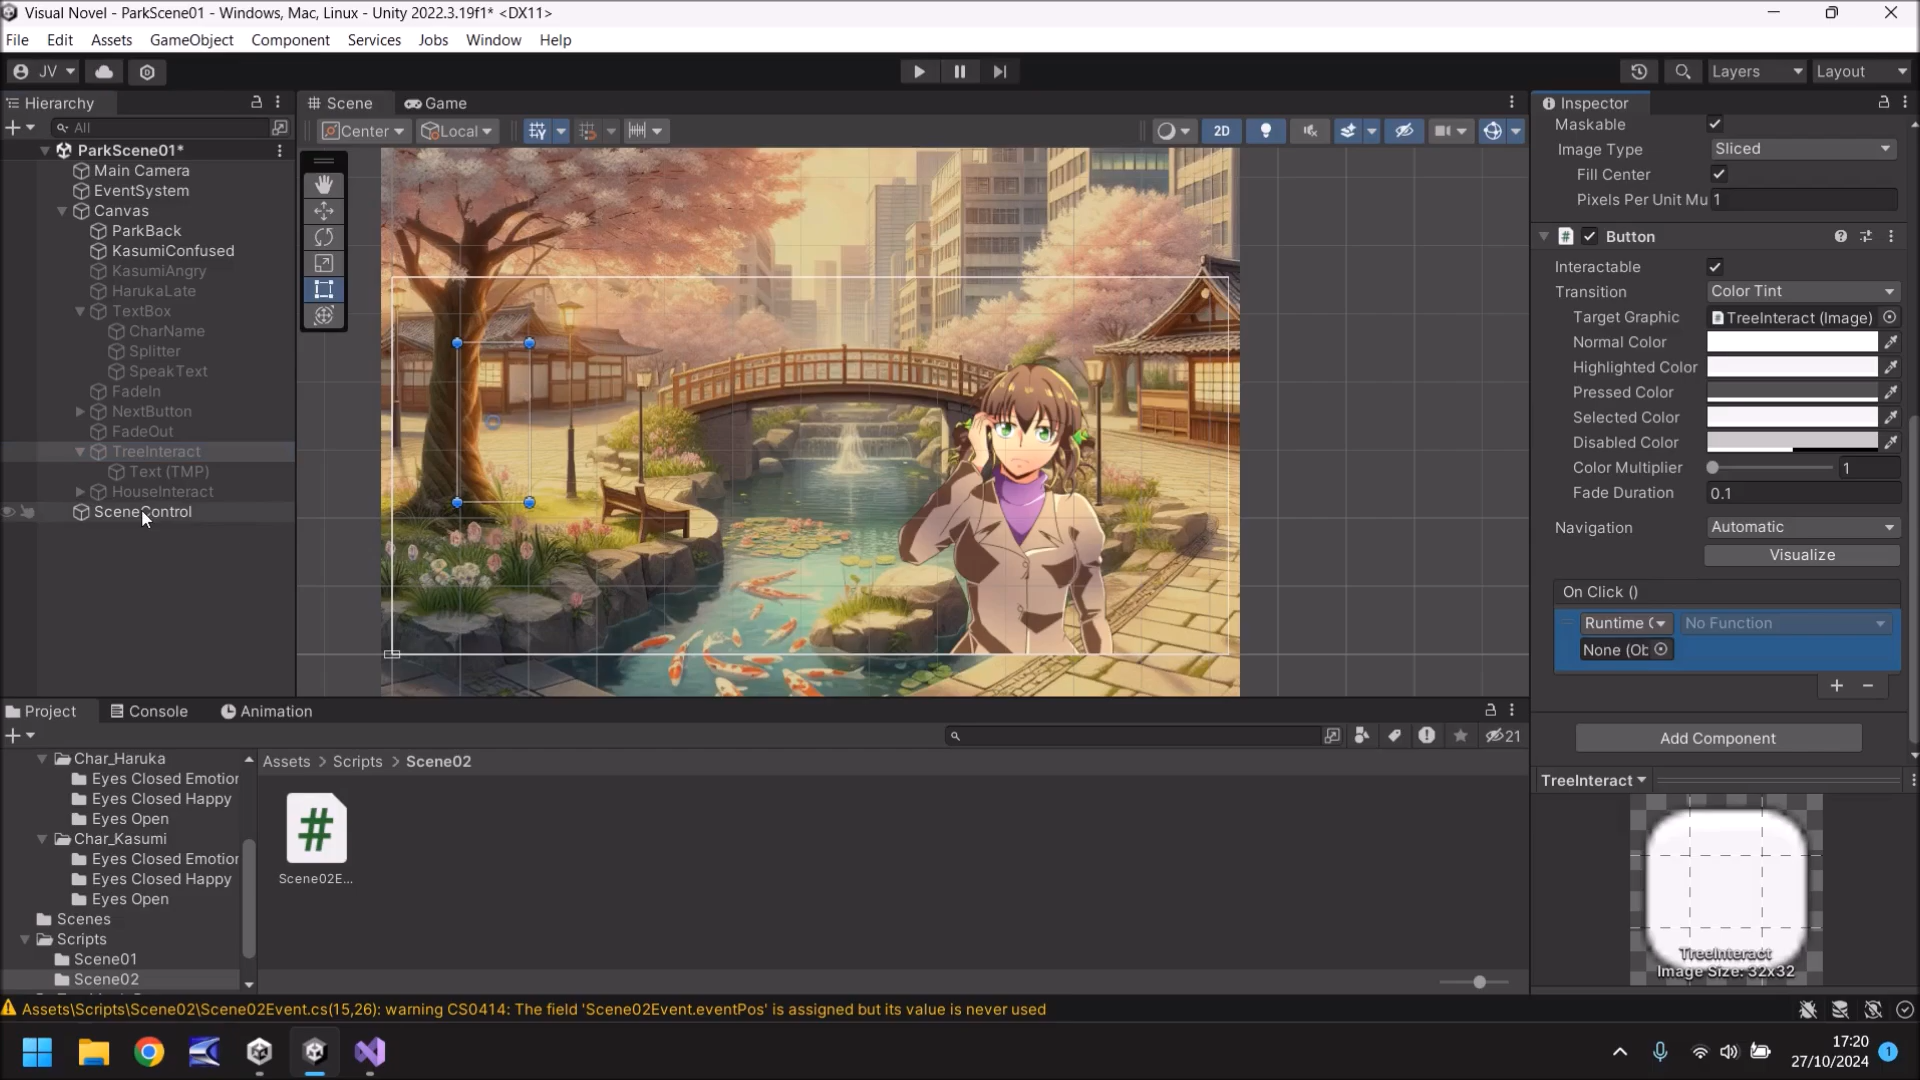 Visual Novel - ParkScene01 - Windows, Mac, Linux - Unity 2022.3.19f1* <DX11>
File Edit Assets GameObject Component Services Jobs Window Help
JV
Layers Layout
Hierarchy
All
ParkScene01*
Main Camera
EventSystem
Canvas
ParkBack
KasumiConfused
KasumiAngry
HarukaLate
TextBox
CharName
Splitter
SpeakText
FadeIn
NextButton
FadeOut
TreeInteract
Text (TMP)
HouseInteract
SceneControl
Scene Game
Center Local 2D
Inspector
Maskable
Image Type Sliced
Fill Center
Pixels Per Unit Mu 1
# Button
Interactable
Transition Color Tint
Target Graphic TreeInteract (Image)
Normal Color
Highlighted Color
Pressed Color
Selected Color
Disabled Color
Color Multiplier 1
Fade Duration 0.1
Navigation Automatic
Visualize
On Click ()
Runtime No Function
None (Ob
+ −
Add Component
TreeInteract
TreeInteract
Image Size: 32x32
Project Console Animation
21
Char_Haruka
Eyes Closed Emotior
Eyes Closed Happy
Eyes Open
Char_Kasumi
Eyes Closed Emotior
Eyes Closed Happy
Eyes Open
Scenes
Scripts
Scene01
Scene02
Assets > Scripts > Scene02
#
Scene02E...
Assets\Scripts\Scene02\Scene02Event.cs(15,26): warning CS0414: The field 'Scene02Event.eventPos' is assigned but its value is never used
17:20
27/10/2024
1